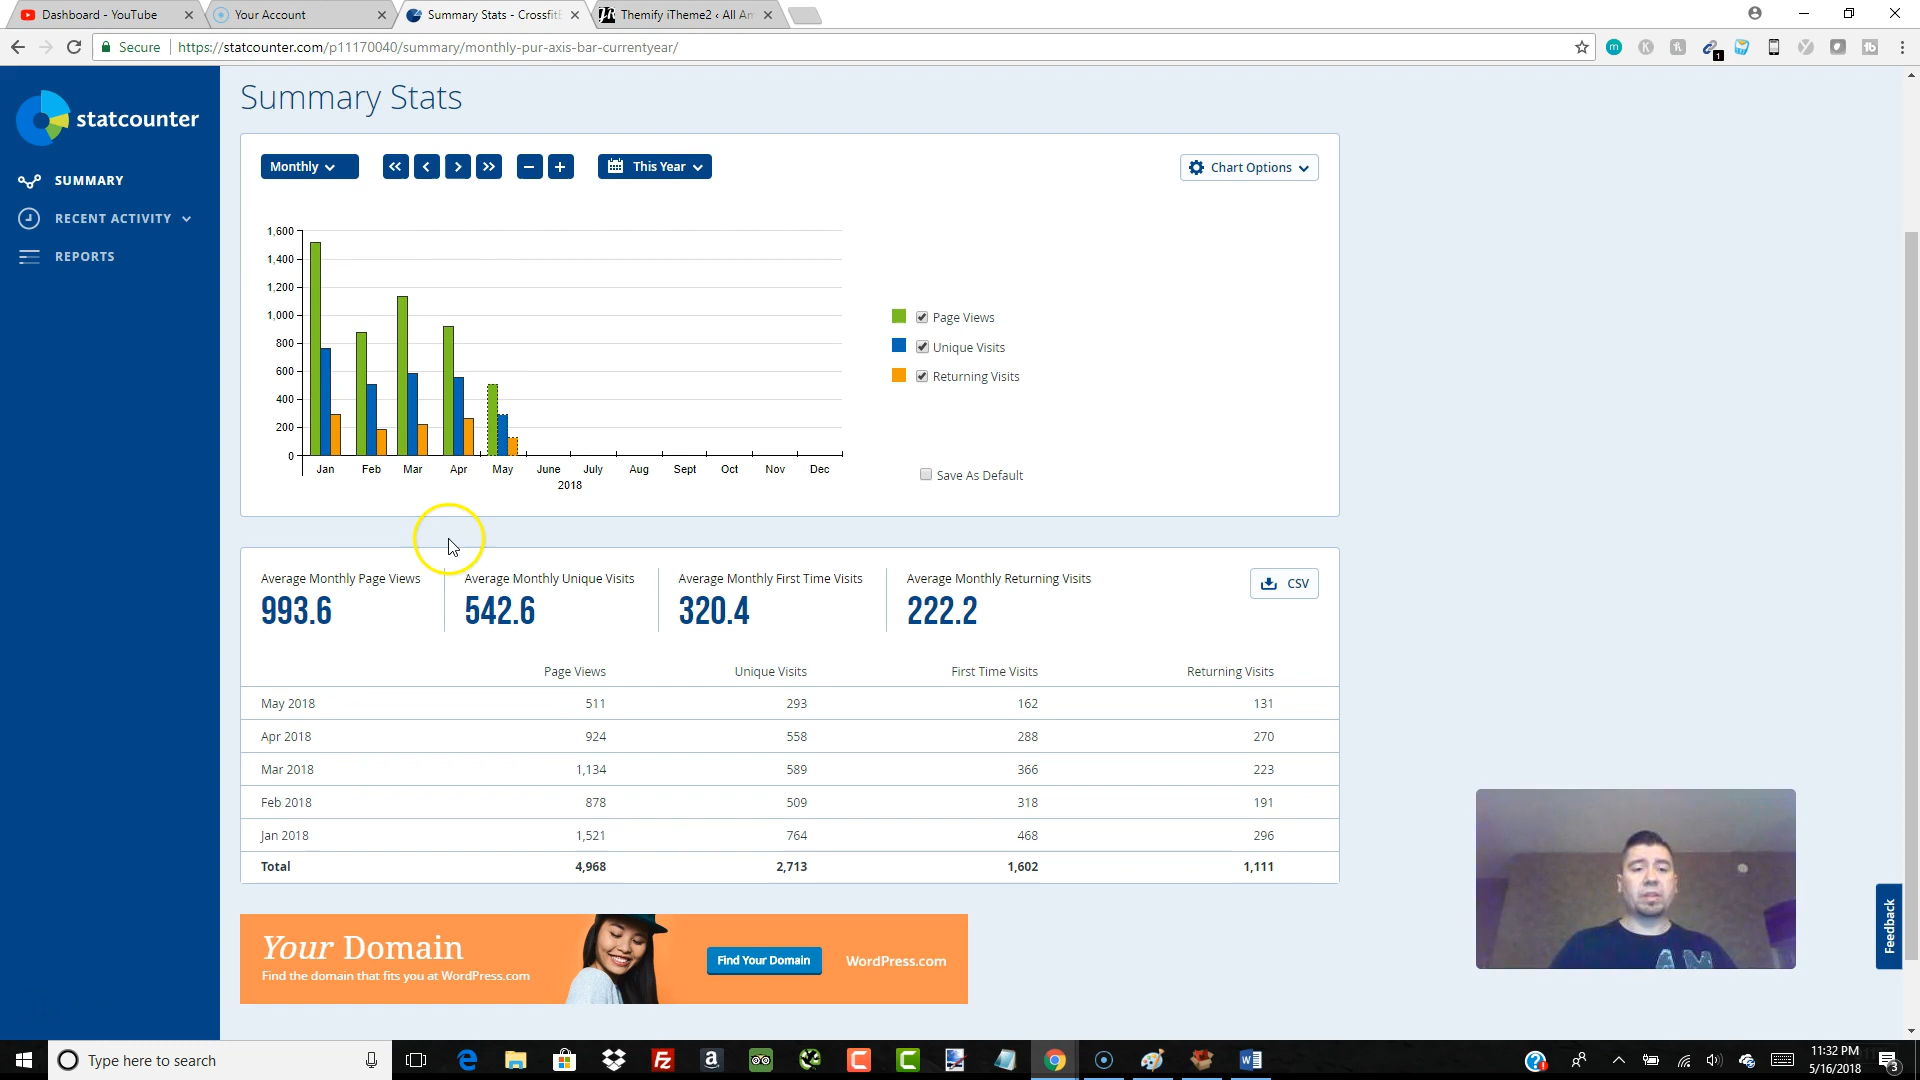 Dashboard - YouTube
Your Account
Summary Stats - Crossfit
Themify iTheme2 ‹ All Am
Secure
https://statcounter.com/p11170040/summary/monthly-pur-axis-bar-currentyear/
1
statcounter
SUMMARY
RECENT ACTIVITY
REPORTS
Summary Stats
Monthly
This Year
Chart Options
1,600
1,400
1,200
1,000
800
600
400
200
0
Jan Feb Mar Apr May June July Aug Sept Oct Nov Dec
2018
Page Views
Unique Visits
Returning Visits
Save As Default
Average Monthly Page Views
993.6
Average Monthly Unique Visits
542.6
Average Monthly First Time Visits
320.4
Average Monthly Returning Visits
222.2
CSV
Page Views Unique Visits First Time Visits Returning Visits
May 2018 511 293 162 131
Apr 2018 924 558 288 270
Mar 2018 1,134 589 366 223
Feb 2018 878 509 318 191
Jan 2018 1,521 764 468 296
Total 4,968 2,713 1,602 1,111
Your Domain
Find the domain that fits you at WordPress.com
Find Your Domain
WordPress.com
Feedback
Type here to search
11:32 PM
5/16/2018
3